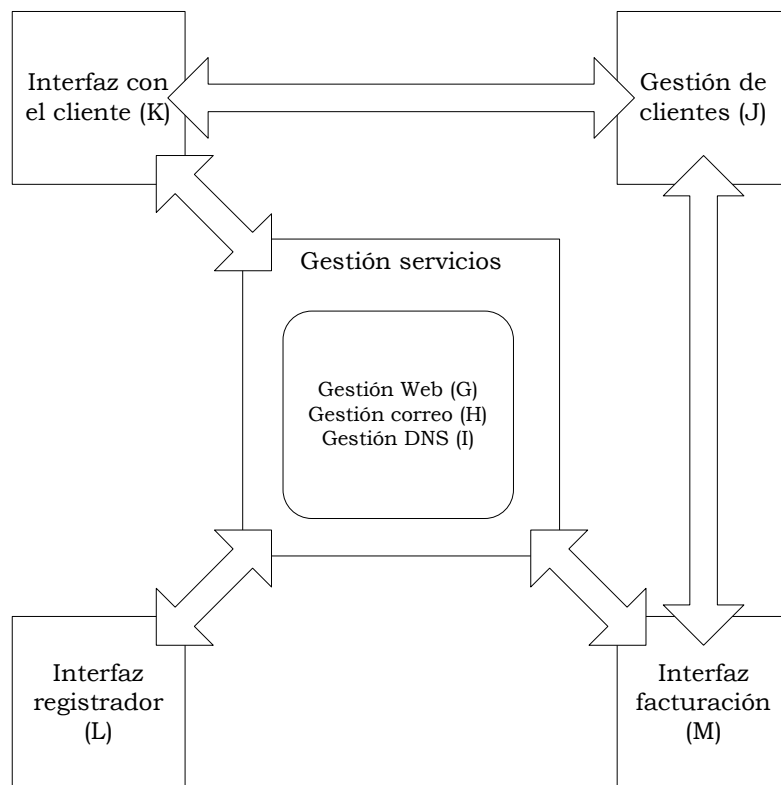 Interfaz con
el cliente (K)
Gestión de
clientes (J)
Gestión servicios
Gestión Web (G)
Gestión correo (H)
Gestión DNS (I)
Interfaz
registrador
(L)
Interfaz
facturación
(M)